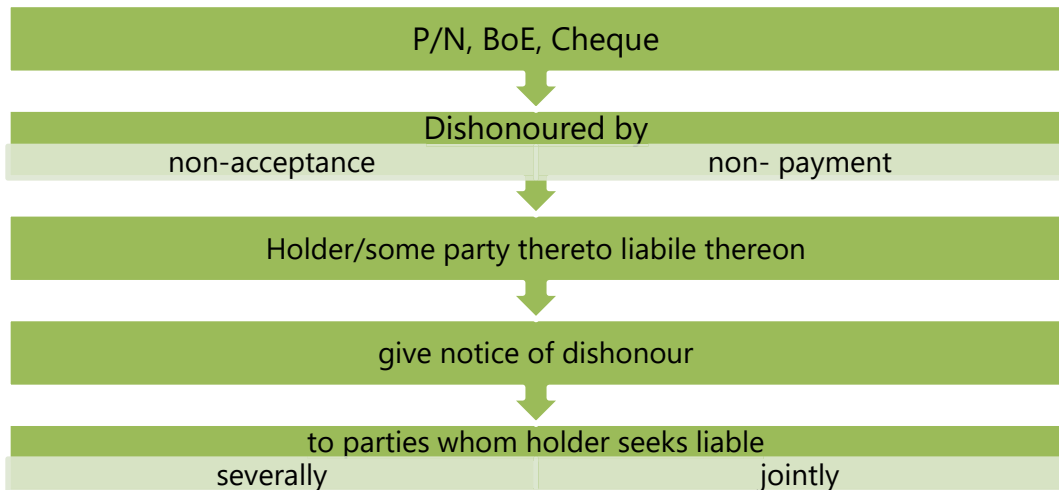 P/N, BoE, Cheque
Dishonoured by
non-acceptance
non- payment
Holder/some party thereto liabile thereon
give notice of dishonour
to parties whom holder seeks liable
severally
jointly